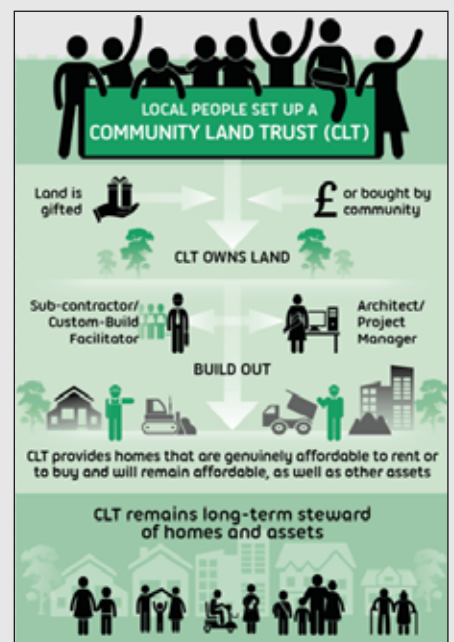 LOCAL PEOPLE SET UP A
COMMUNITY LAND TRUST (CLT)
Land is
gifted
£
or bought by
community
CLT OWNS LAND
Sub-contractor/
Custom-Build
Facilitator
Architect/
Project
Manager
BUILD OUT
CLT provides homes that are genuinely affordable to rent or
to buy and will remain affordable, as well as other assets
CLT remains long-term steward
of homes and assets